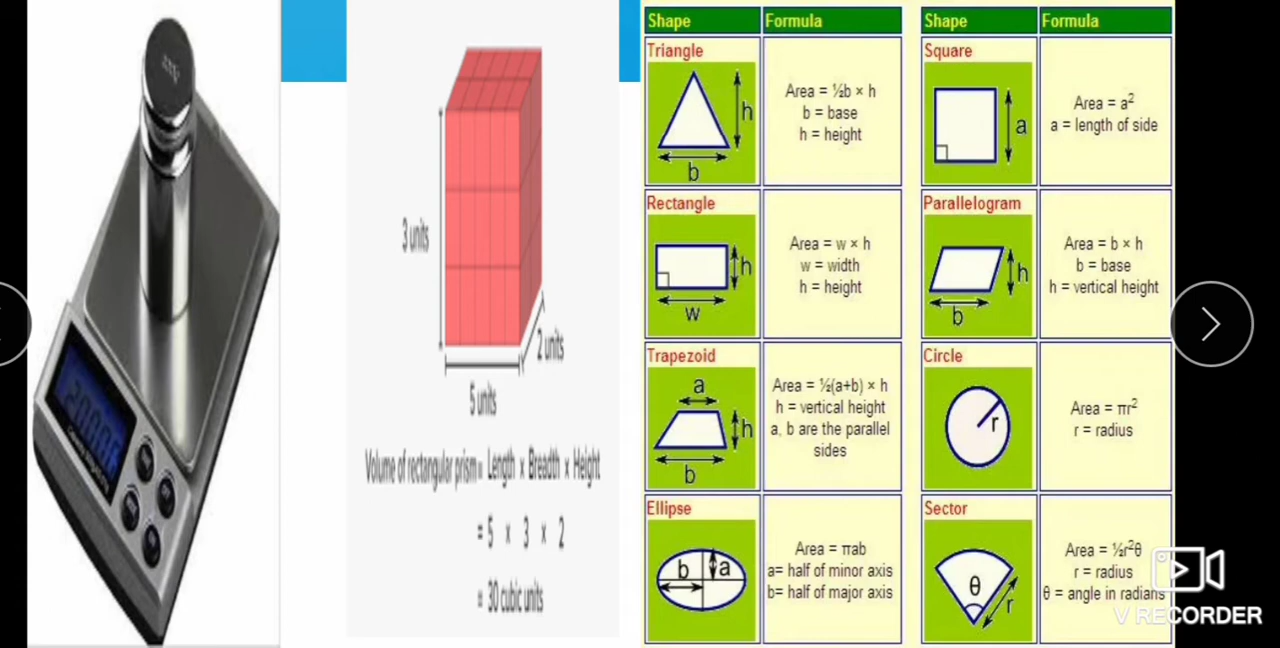 3 units
2 units
5 units
Volume of rectangular prism = Length x Breadth x Height
= 5 x 3 x 2
= 30 cubic units
Shape Formula
Triangle
h
b
Area = ½b × h
b = base
h = height
Rectangle
h
w
Area = w × h
w = width
h = height
Trapezoid
a
h
b
Area = ½(a+b) × h
h = vertical height
a, b are the parallel
sides
Ellipse
b
a
Area = πab
a= half of minor axis
b= half of major axis
Shape Formula
Square
a
Area = a²
a = length of side
Parallelogram
h
b
Area = b × h
b = base
h = vertical height
Circle
r
Area = πr²
r = radius
Sector
θ
r
Area = ½r²θ
r = radius
θ = angle in radians
V RECORDER